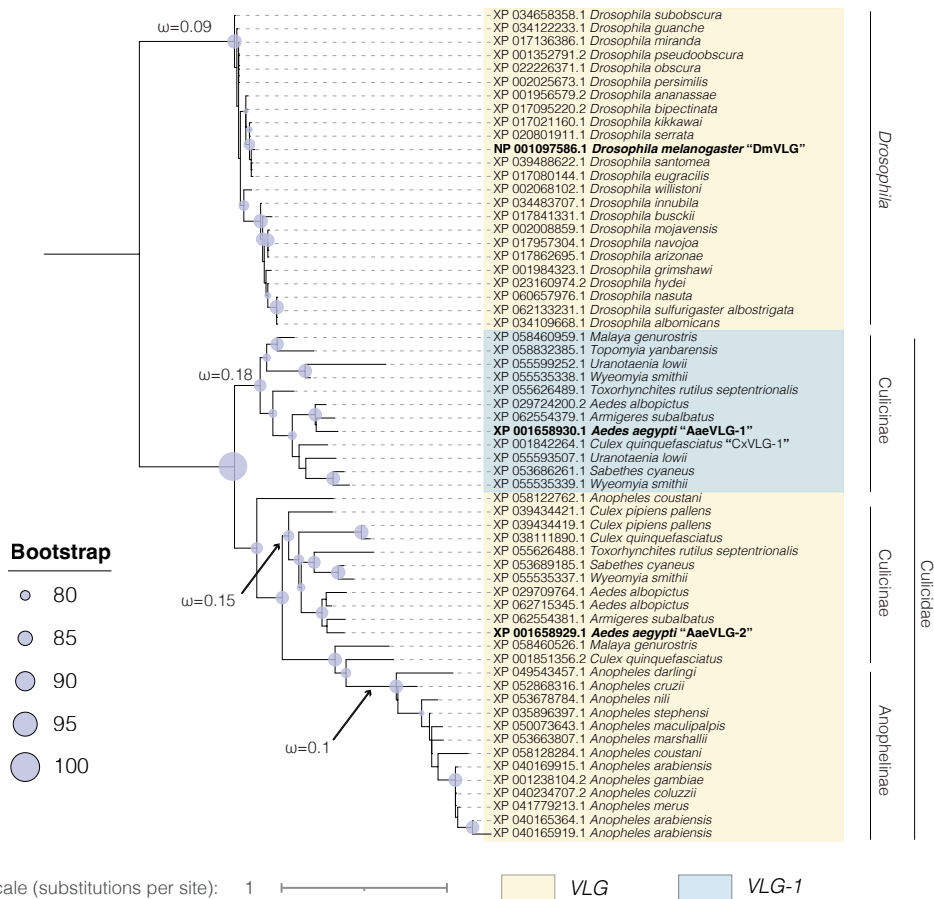 ω=0.09
XP 034658358.1 Drosophila subobscura
XP 034122233.1 Drosophila guanche
XP 017136386.1 Drosophila miranda
XP 001352791.2 Drosophila pseudoobscura
XP 022226371.1 Drosophila obscura
XP 002025673.1 Drosophila persimilis
XP 001956579.2 Drosophila ananassae
XP 017095220.2 Drosophila bipectinata
XP 017021160.1 Drosophila kikkawai
XP 020801911.1 Drosophila serrata
NP 001097586.1 Drosophila melanogaster “DmVLG”
XP 039488622.1 Drosophila santomea
XP 017080144.1 Drosophila eugracilis
XP 002068102.1 Drosophila willistoni
XP 034483707.1 Drosophila innubila
XP 017841331.1 Drosophila busckii
XP 002008859.1 Drosophila mojavensis
XP 017957304.1 Drosophila navojoa
XP 017862695.1 Drosophila arizonae
XP 001984323.1 Drosophila grimshawi
XP 023160974.2 Drosophila hydei
XP 060657976.1 Drosophila nasuta
XP 062133231.1 Drosophila sulfurigaster albostrigata
XP 034109668.1 Drosophila albomicans
Drosophila
ω=0.18
XP 058460959.1 Malaya genurostris
XP 058832385.1 Topomyia yanbarensis
XP 055599252.1 Uranotaenia lowii
XP 055535338.1 Wyeomyia smithii
XP 055626489.1 Toxorhynchites rutilus septentrionalis
XP 029724200.2 Aedes albopictus
XP 062554379.1 Armigeres subalbatus
XP 001658930.1 Aedes aegypti “AaeVLG-1”
XP 001842264.1 Culex quinquefasciatus “CxVLG-1”
XP 055593507.1 Uranotaenia lowii
XP 053686261.1 Sabethes cyaneus
XP 055535339.1 Wyeomyia smithii
Culicinae
XP 058122762.1 Anopheles coustani
XP 039434421.1 Culex pipiens pallens
XP 039434419.1 Culex pipiens pallens
XP 038111890.1 Culex quinquefasciatus
XP 055626488.1 Toxorhynchites rutilus septentrionalis
XP 053689185.1 Sabethes cyaneus
XP 055535337.1 Wyeomyia smithii
XP 029709764.1 Aedes albopictus
XP 062715345.1 Aedes albopictus
XP 062554381.1 Armigeres subalbatus
XP 001658929.1 Aedes aegypti “AaeVLG-2”
XP 058460526.1 Malaya genurostris
XP 001851356.2 Culex quinquefasciatus
Culicinae
ω=0.15
XP 049543457.1 Anopheles darlingi
XP 052868316.1 Anopheles cruzii
XP 053678784.1 Anopheles nili
XP 035896397.1 Anopheles stephensi
XP 050073643.1 Anopheles maculipalpis
XP 053663807.1 Anopheles marshallii
XP 058128284.1 Anopheles coustani
XP 040169915.1 Anopheles arabiensis
XP 001238104.2 Anopheles gambiae
XP 040234707.2 Anopheles coluzzii
XP 041779213.1 Anopheles merus
XP 040165364.1 Anopheles arabiensis
XP 040165919.1 Anopheles arabiensis
Anophelinae
Culicidae
ω=0.1
Bootstrap
80
85
90
95
100
cale (substitutions per site): 1
VLG
VLG-1